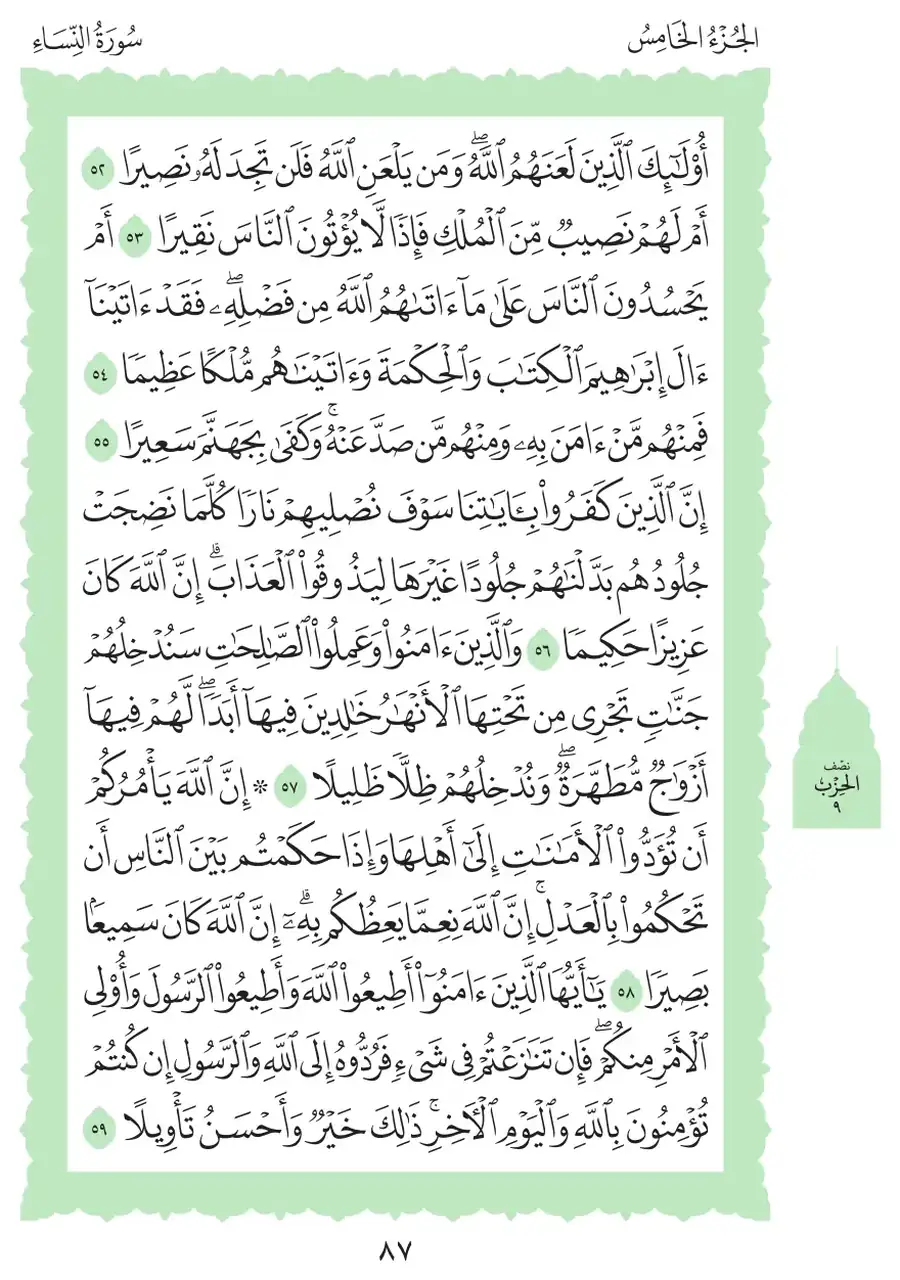 الجُزْءُ الخَامِسُ
سُورَةُ النِّسَاءِ
أُوْلَٰٓئِكَ ٱلَّذِينَ لَعَنَهُمُ ٱللَّهُۖ وَمَن يَلْعَنِ ٱللَّهُ فَلَن تَجِدَ لَهُۥ نَصِيرًا ٥٢
أَمْ لَهُمْ نَصِيبٞ مِّنَ ٱلْمُلْكِ فَإِذٗا لَّا يُؤْتُونَ ٱلنَّاسَ نَقِيرًا ٥٣ أَمْ
يَحْسُدُونَ ٱلنَّاسَ عَلَىٰ مَآ ءَاتَىٰهُمُ ٱللَّهُ مِن فَضْلِهِۦۖ فَقَدْ ءَاتَيْنَآ
ءَالَ إِبْرَٰهِيمَ ٱلْكِتَٰبَ وَٱلْحِكْمَةَ وَءَاتَيْنَٰهُم مُّلْكًا عَظِيمٗا ٥٤
فَمِنْهُم مَّنْ ءَامَنَ بِهِۦ وَمِنْهُم مَّن صَدَّ عَنْهُۚ وَكَفَىٰ بِجَهَنَّمَ سَعِيرًا ٥٥
إِنَّ ٱلَّذِينَ كَفَرُواْ بِـَٔايَٰتِنَا سَوْفَ نُصْلِيهِمْ نَارٗا كُلَّمَا نَضِجَتْ
جُلُودُهُم بَدَّلْنَٰهُمْ جُلُودًا غَيْرَهَا لِيَذُوقُواْ ٱلْعَذَابَۗ إِنَّ ٱللَّهَ كَانَ
عَزِيزًا حَكِيمٗا ٥٦ وَٱلَّذِينَ ءَامَنُواْ وَعَمِلُواْ ٱلصَّٰلِحَٰتِ سَنُدْخِلُهُمْ
جَنَّٰتٖ تَجْرِي مِن تَحْتِهَا ٱلْأَنْهَٰرُ خَٰلِدِينَ فِيهَآ أَبَدٗاۖ لَّهُمْ فِيهَآ
أَزْوَٰجٞ مُّطَهَّرَةٞۖ وَنُدْخِلُهُمْ ظِلّٗا ظَلِيلًا ٥٧ * إِنَّ ٱللَّهَ يَأْمُرُكُمْ
أَن تُؤَدُّواْ ٱلْأَمَٰنَٰتِ إِلَىٰٓ أَهْلِهَا وَإِذَا حَكَمْتُم بَيْنَ ٱلنَّاسِ أَن
تَحْكُمُواْ بِٱلْعَدْلِۚ إِنَّ ٱللَّهَ نِعِمَّا يَعِظُكُم بِهِۦٓۗ إِنَّ ٱللَّهَ كَانَ سَمِيعَۢا
بَصِيرٗا ٥٨ يَٰٓأَيُّهَا ٱلَّذِينَ ءَامَنُوٓاْ أَطِيعُواْ ٱللَّهَ وَأَطِيعُواْ ٱلرَّسُولَ وَأُوْلِي
ٱلْأَمْرِ مِنكُمْۖ فَإِن تَنَٰزَعْتُمْ فِي شَيْءٖ فَرُدُّوهُ إِلَى ٱللَّهِ وَٱلرَّسُولِ إِن كُنتُمْ
تُؤْمِنُونَ بِٱللَّهِ وَٱلْيَوْمِ ٱلْأٓخِرِۚ ذَٰلِكَ خَيْرٞ وَأَحْسَنُ تَأْوِيلًا ٥٩
نصف
الحِزْب
٩
٨٧